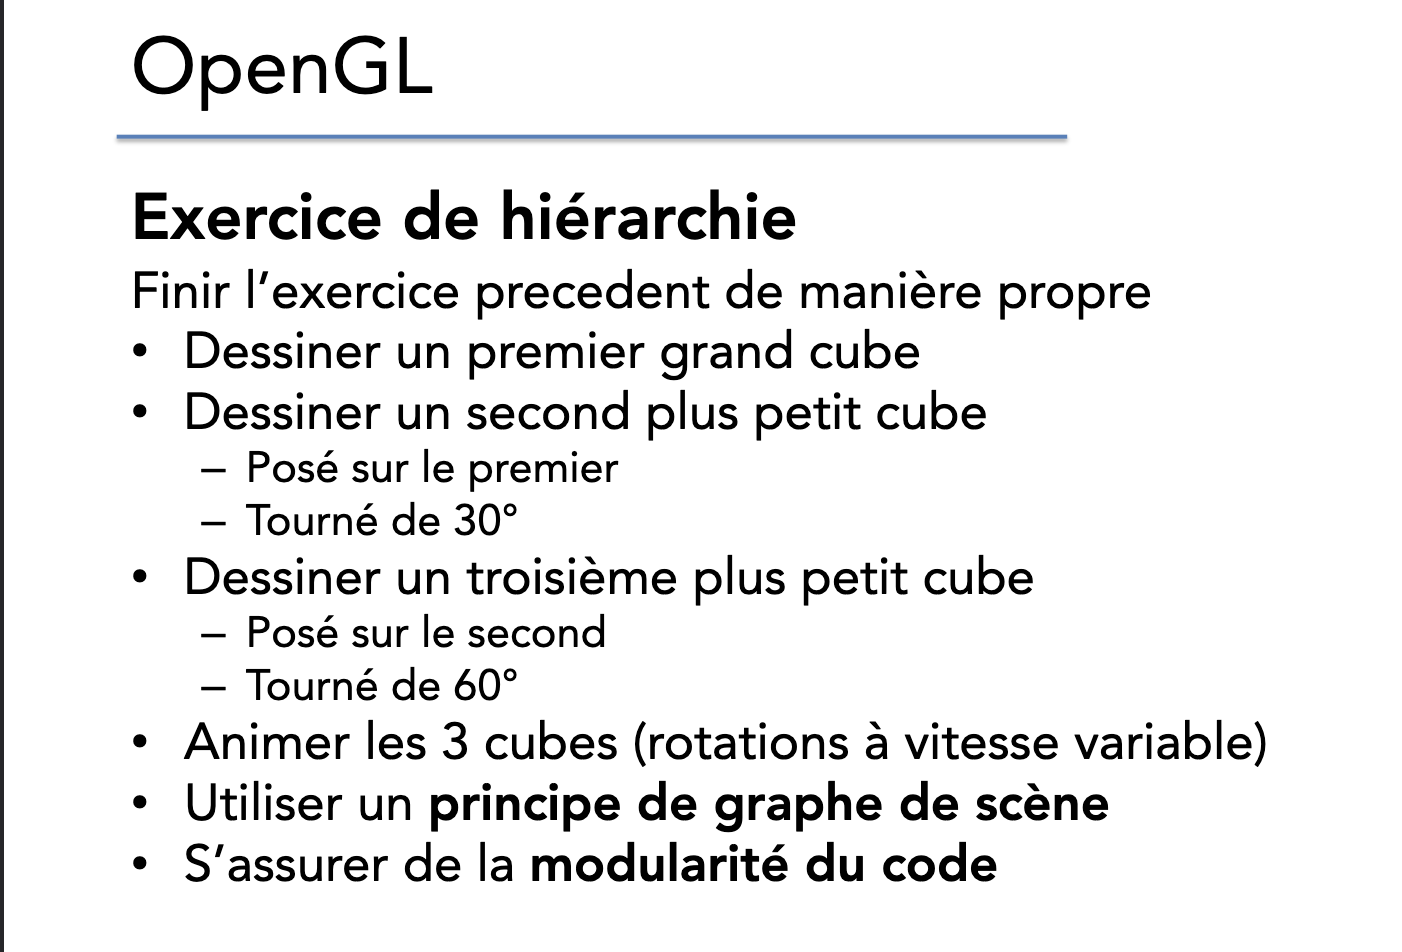 OpenGL
Exercice de hiérarchie
Finir l’exercice precedent de manière propre
• Dessiner un premier grand cube
• Dessiner un second plus petit cube
– Posé sur le premier
– Tourné de 30°
• Dessiner un troisième plus petit cube
– Posé sur le second
– Tourné de 60°
• Animer les 3 cubes (rotations à vitesse variable)
• Utiliser un principe de graphe de scène
• S’assurer de la modularité du code